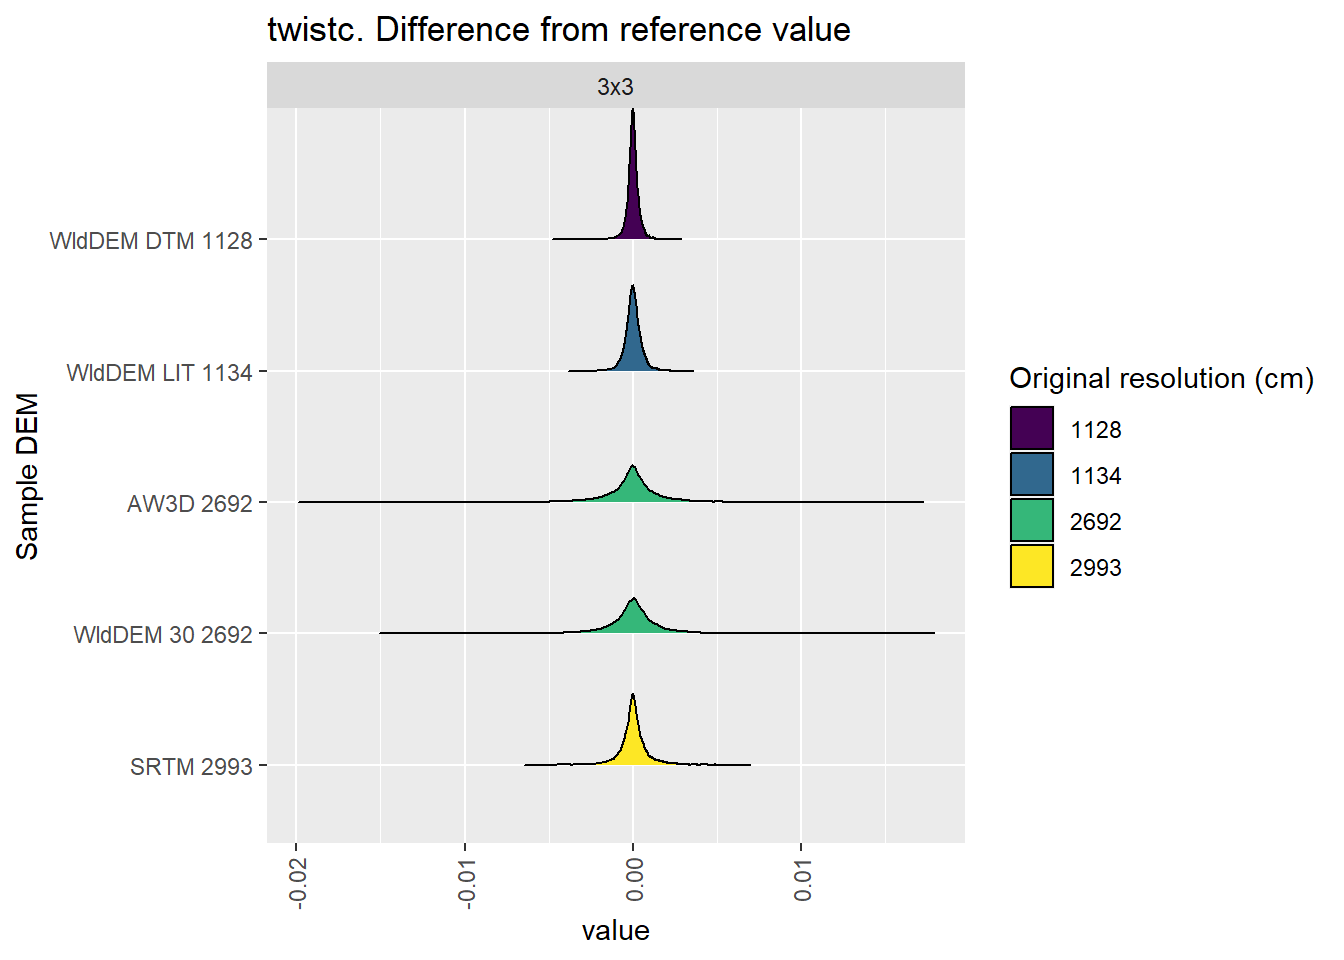 twistc. Difference from reference value
3x3
WldDEM DTM 1128
WldDEM LIT 1134
AW3D 2692
WldDEM 30 2692
SRTM 2993
Sample DEM
-0.02
-0.01
0.00
0.01
value
Original resolution (cm)
1128
1134
2692
2993